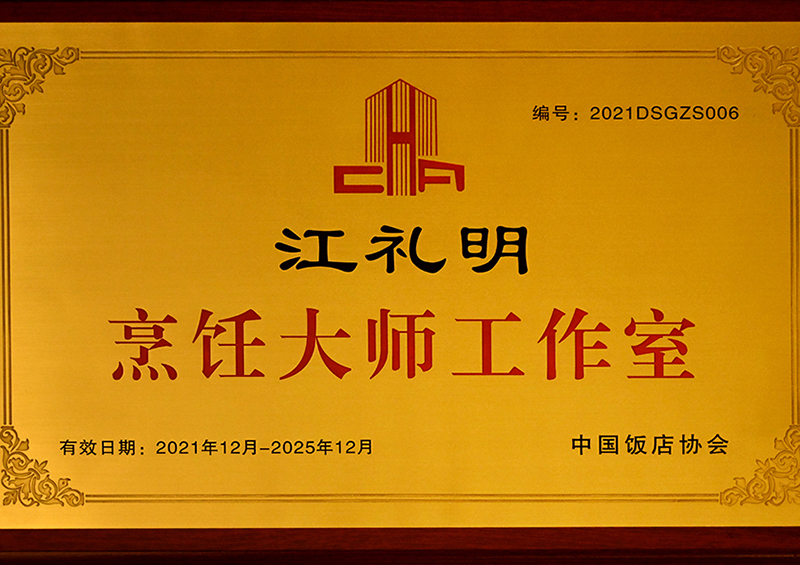 编号：2021DSGZS006
CHA
江礼明
烹饪大师工作室
有效日期：2021年12月-2025年12月
中国饭店协会